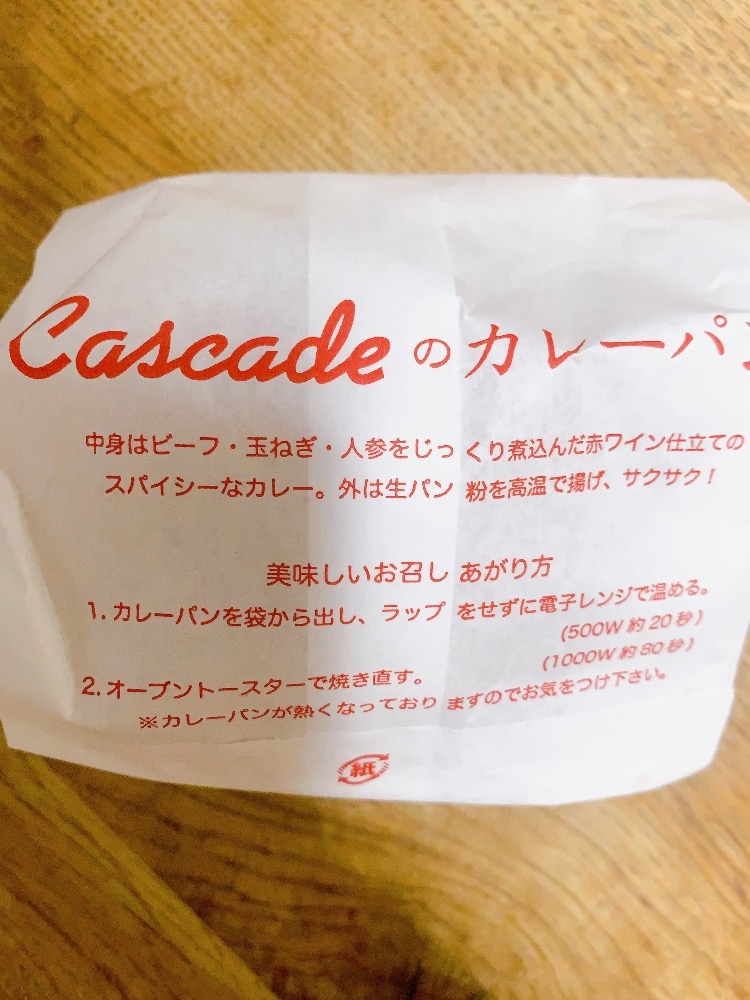 Cascadeのカレーパン
中身はビーフ・玉ねぎ・人参をじっくり煮込んだ赤ワイン仕立ての
スパイシーなカレー。外は生パン粉を高温で揚げ、サクサク！
美味しいお召しあがり方
1. カレーパンを袋から出し、ラップをせずに電子レンジで温める。
(500W 約20秒)
2. オーブントースターで焼き直す。
(1000W 約80秒)
※カレーパンが熱くなっておりますのでお気をつけ下さい。
紙